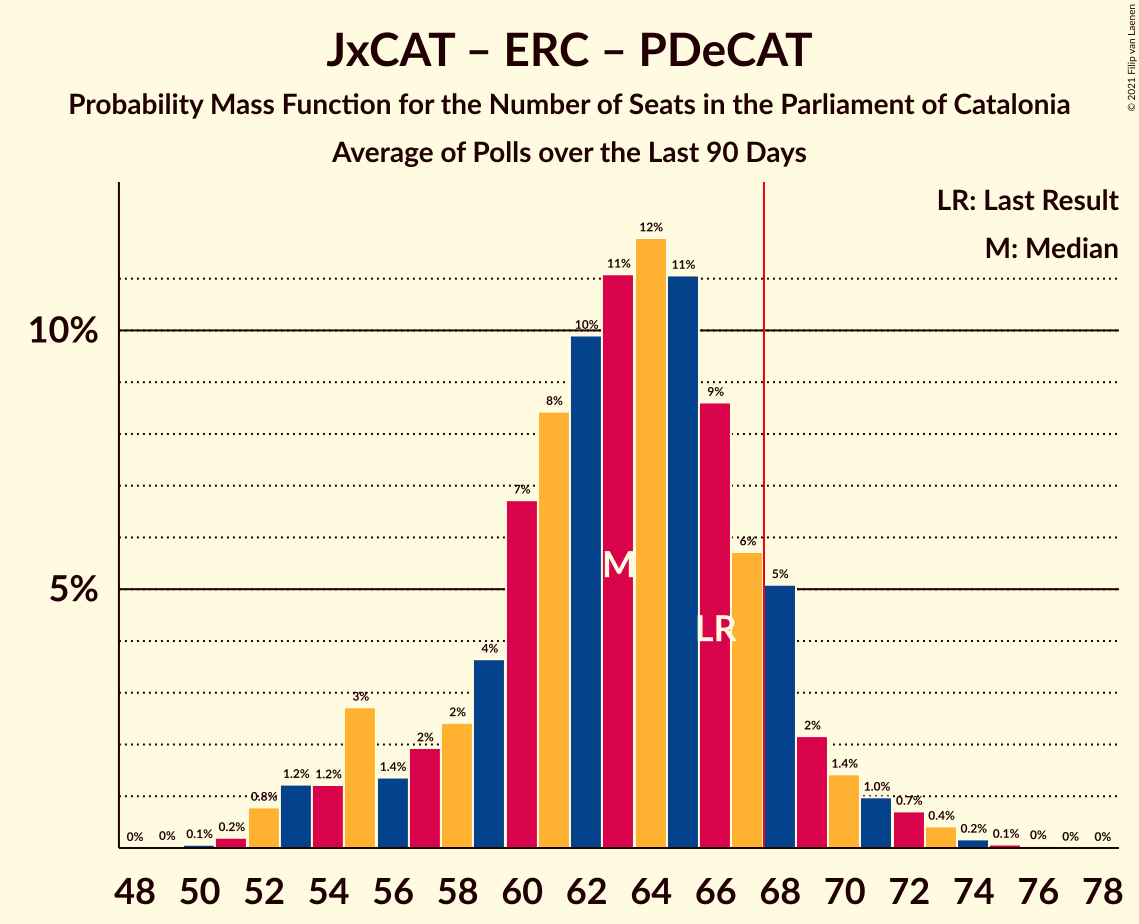 JxCAT – ERC – PDeCAT
Probability Mass Function for the Number of Seats in the Parliament of Catalonia
Average of Polls over the Last 90 Days
© 2021 Filip van Laenen
LR: Last Result
M: Median
10%
5%
0% 0% 0.1% 0.2% 0.8% 1.2% 1.2% 3% 1.4% 2% 2% 4% 7% 8% 10% 11% 12% 11% 9% 6% 5% 2% 1.4% 1.0% 0.7% 0.4% 0.2% 0.1% 0% 0% 0%
M
LR
48 50 52 54 56 58 60 62 64 66 68 70 72 74 76 78